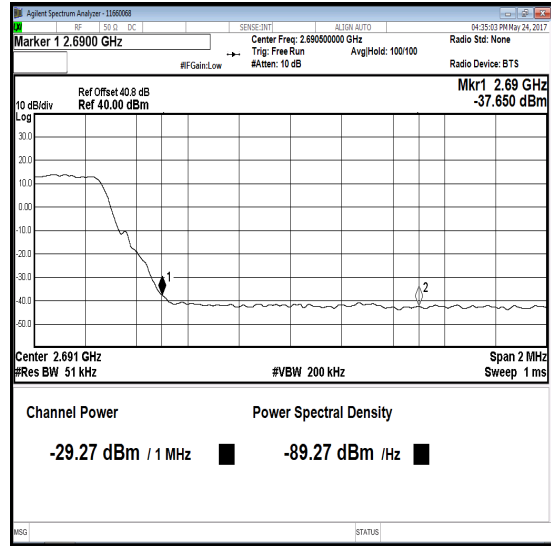 Agilent Spectrum Analyzer - 11660068
RF 50 Ω DC SENSE:INT ALIGN AUTO 04:35:03 PM May 24, 2017
Marker 1 2.6900 GHz
Center Freq: 2.690500000 GHz
Radio Std: None
Trig: Free Run Avg|Hold: 100/100
#IFGain:Low #Atten: 10 dB Radio Device: BTS
Mkr1 2.69 GHz
-37.650 dBm
Ref Offset 40.8 dB
10 dB/div Ref 40.00 dBm
Log
30.0
20.0
10.0
0.00
-10.0
-20.0
-30.0
-40.0
-50.0
1
2
Center 2.691 GHz Span 2 MHz
#Res BW 51 kHz #VBW 200 kHz Sweep 1 ms
Channel Power Power Spectral Density
-29.27 dBm / 1 MHz -89.27 dBm /Hz
MSG STATUS